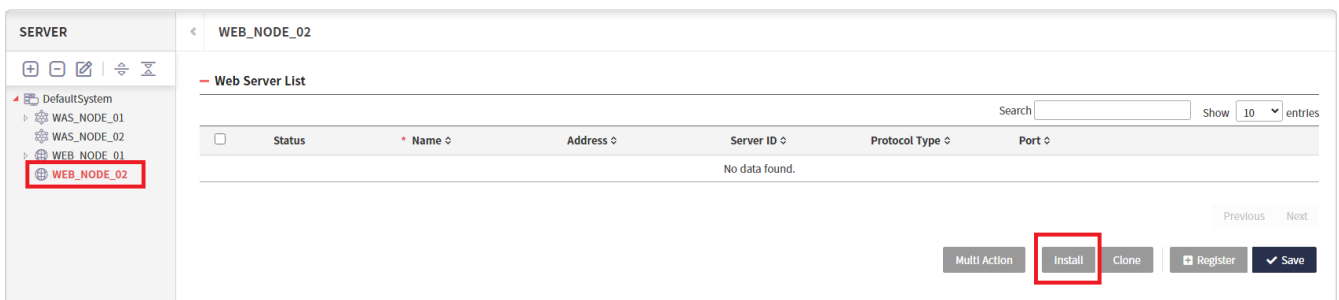 SERVER
WEB_NODE_02
Web Server List
DefaultSystem
WAS_NODE_01
WAS_NODE_02
WEB_NODE_01
WEB_NODE_02
Search Show 10 entries
Status * Name Address Server ID Protocol Type Port
No data found.
Previous Next
Multi Action Install Clone Register Save